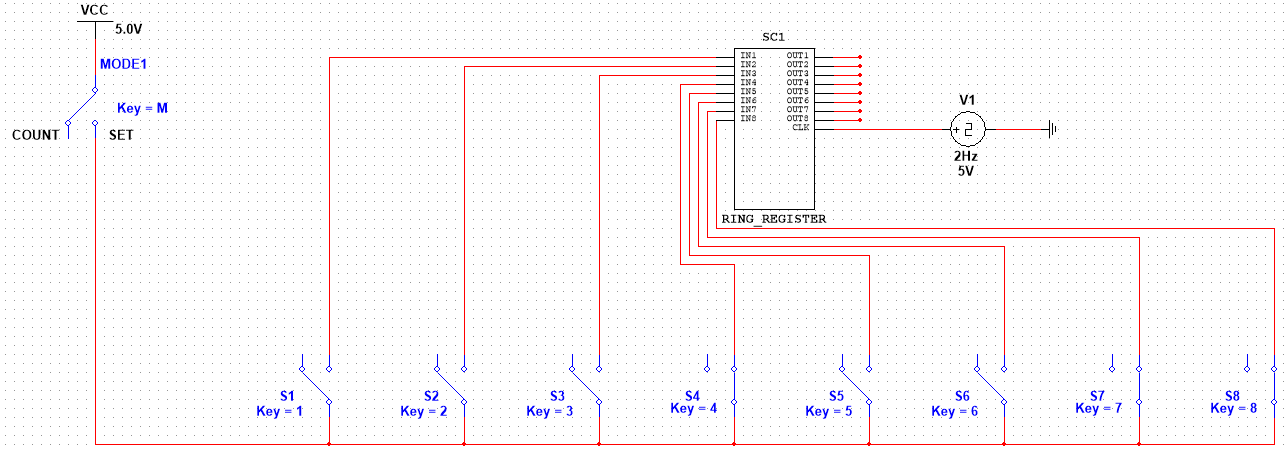 VCC
5.0V
MODE1
Key = M
COUNT
SET
SC1
IN1
IN2
IN3
IN4
IN5
IN6
IN7
IN8
OUT1
OUT2
OUT3
OUT4
OUT5
OUT6
OUT7
OUT8
CLK
RING_REGISTER
V1
+
2
2Hz
5V
S1
Key = 1
S2
Key = 2
S3
Key = 3
S4
Key = 4
S5
Key = 5
S6
Key = 6
S7
Key = 7
S8
Key = 8